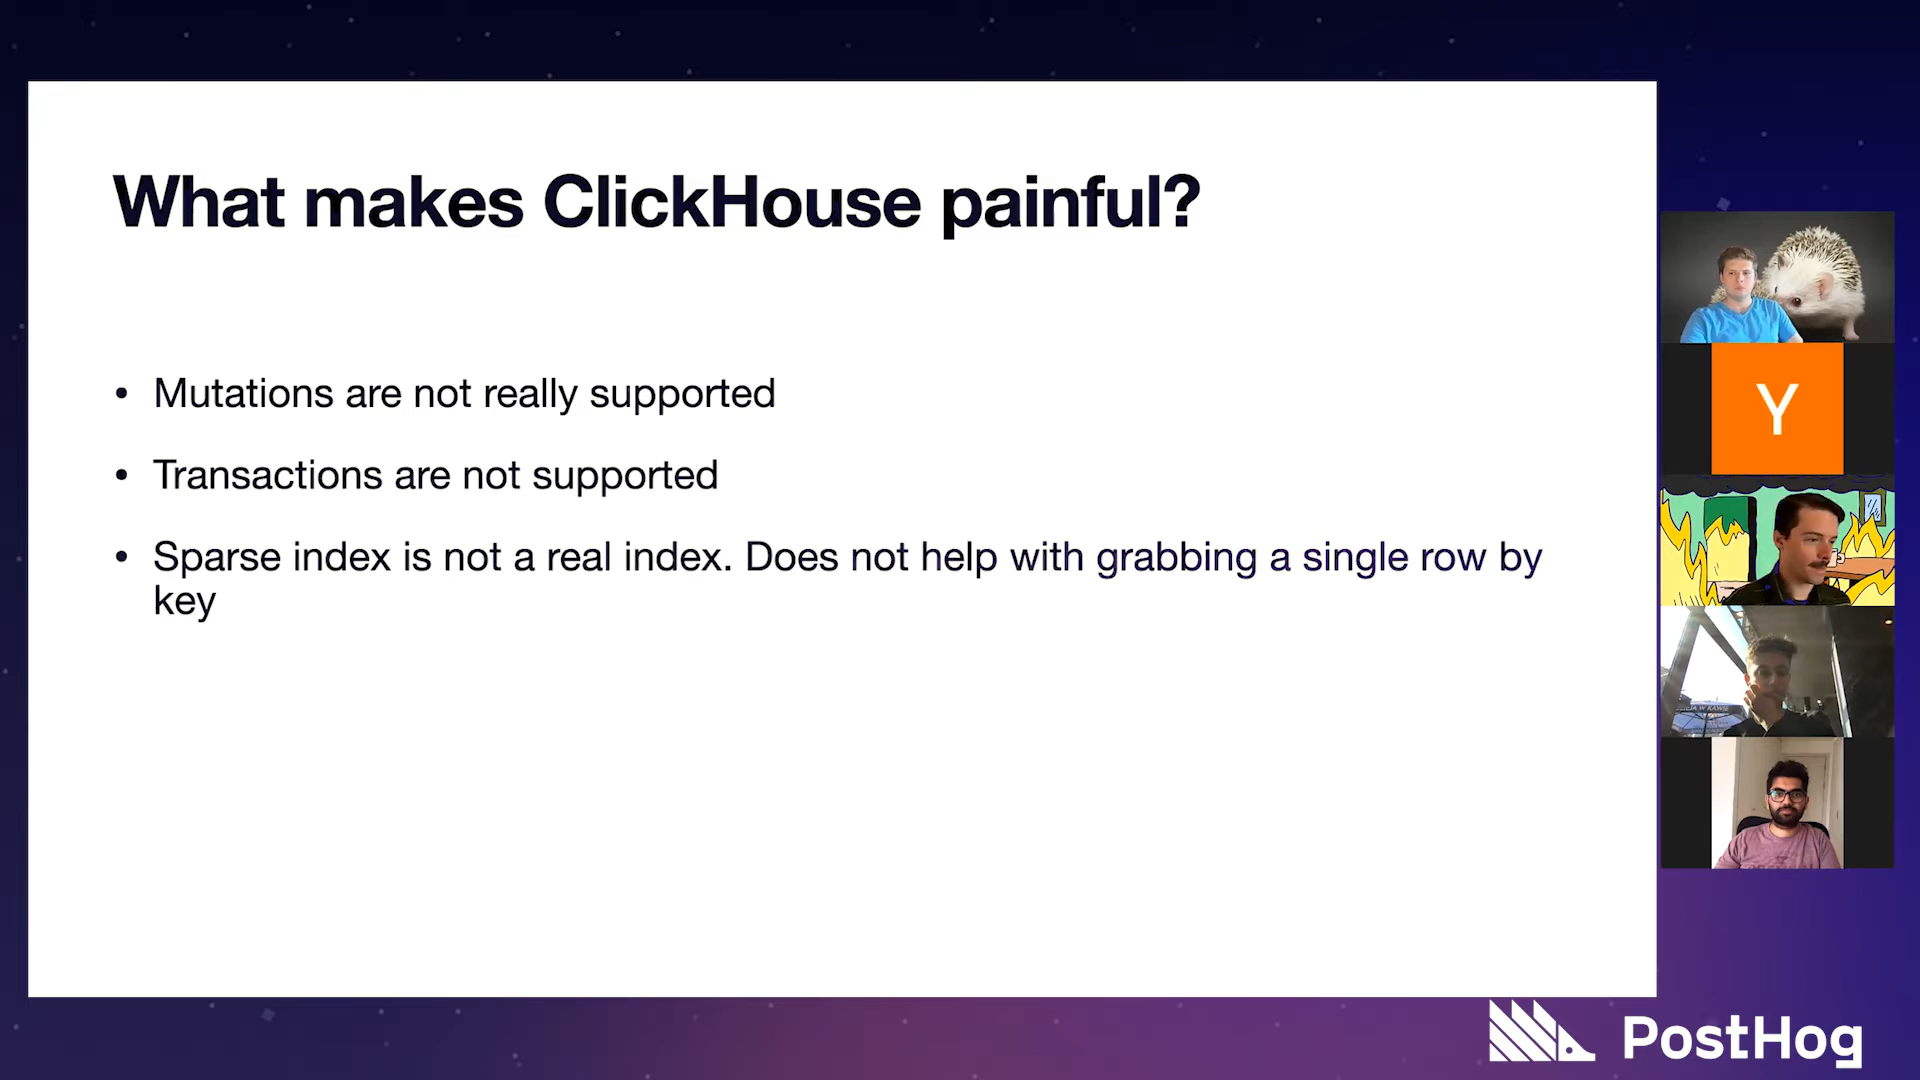 What makes ClickHouse painful?
• Mutations are not really supported
• Transactions are not supported
• Sparse index is not a real index. Does not help with grabbing a single row by
key
Y
W KAWIE
PostHog